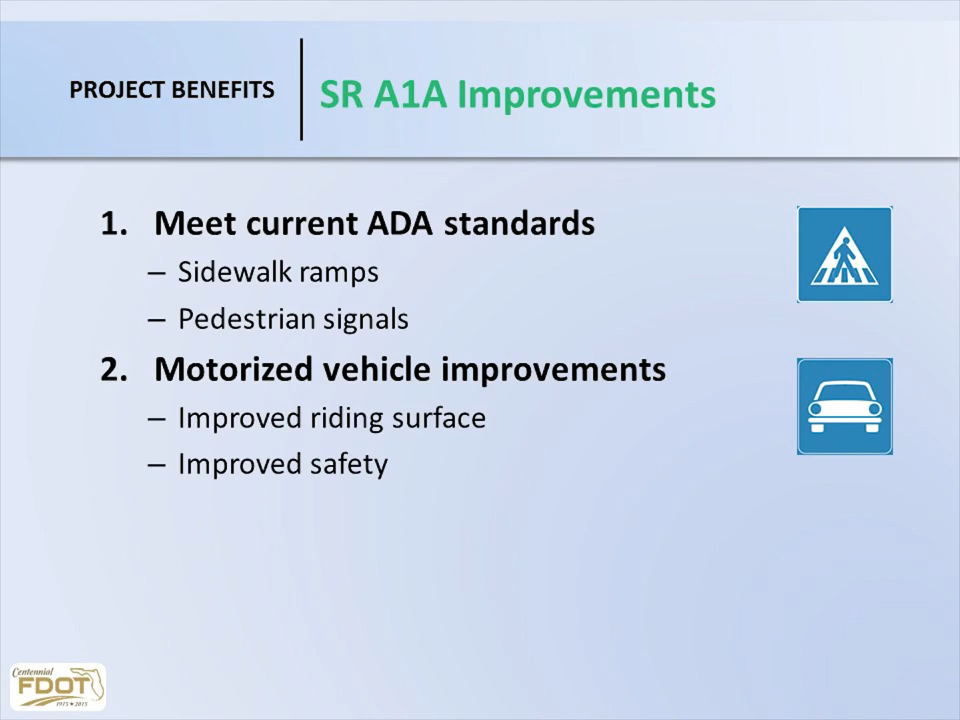 PROJECT BENEFITS
SR A1A Improvements
1. Meet current ADA standards
– Sidewalk ramps
– Pedestrian signals
2. Motorized vehicle improvements
– Improved riding surface
– Improved safety
Centennial
FDOT
1915★2015